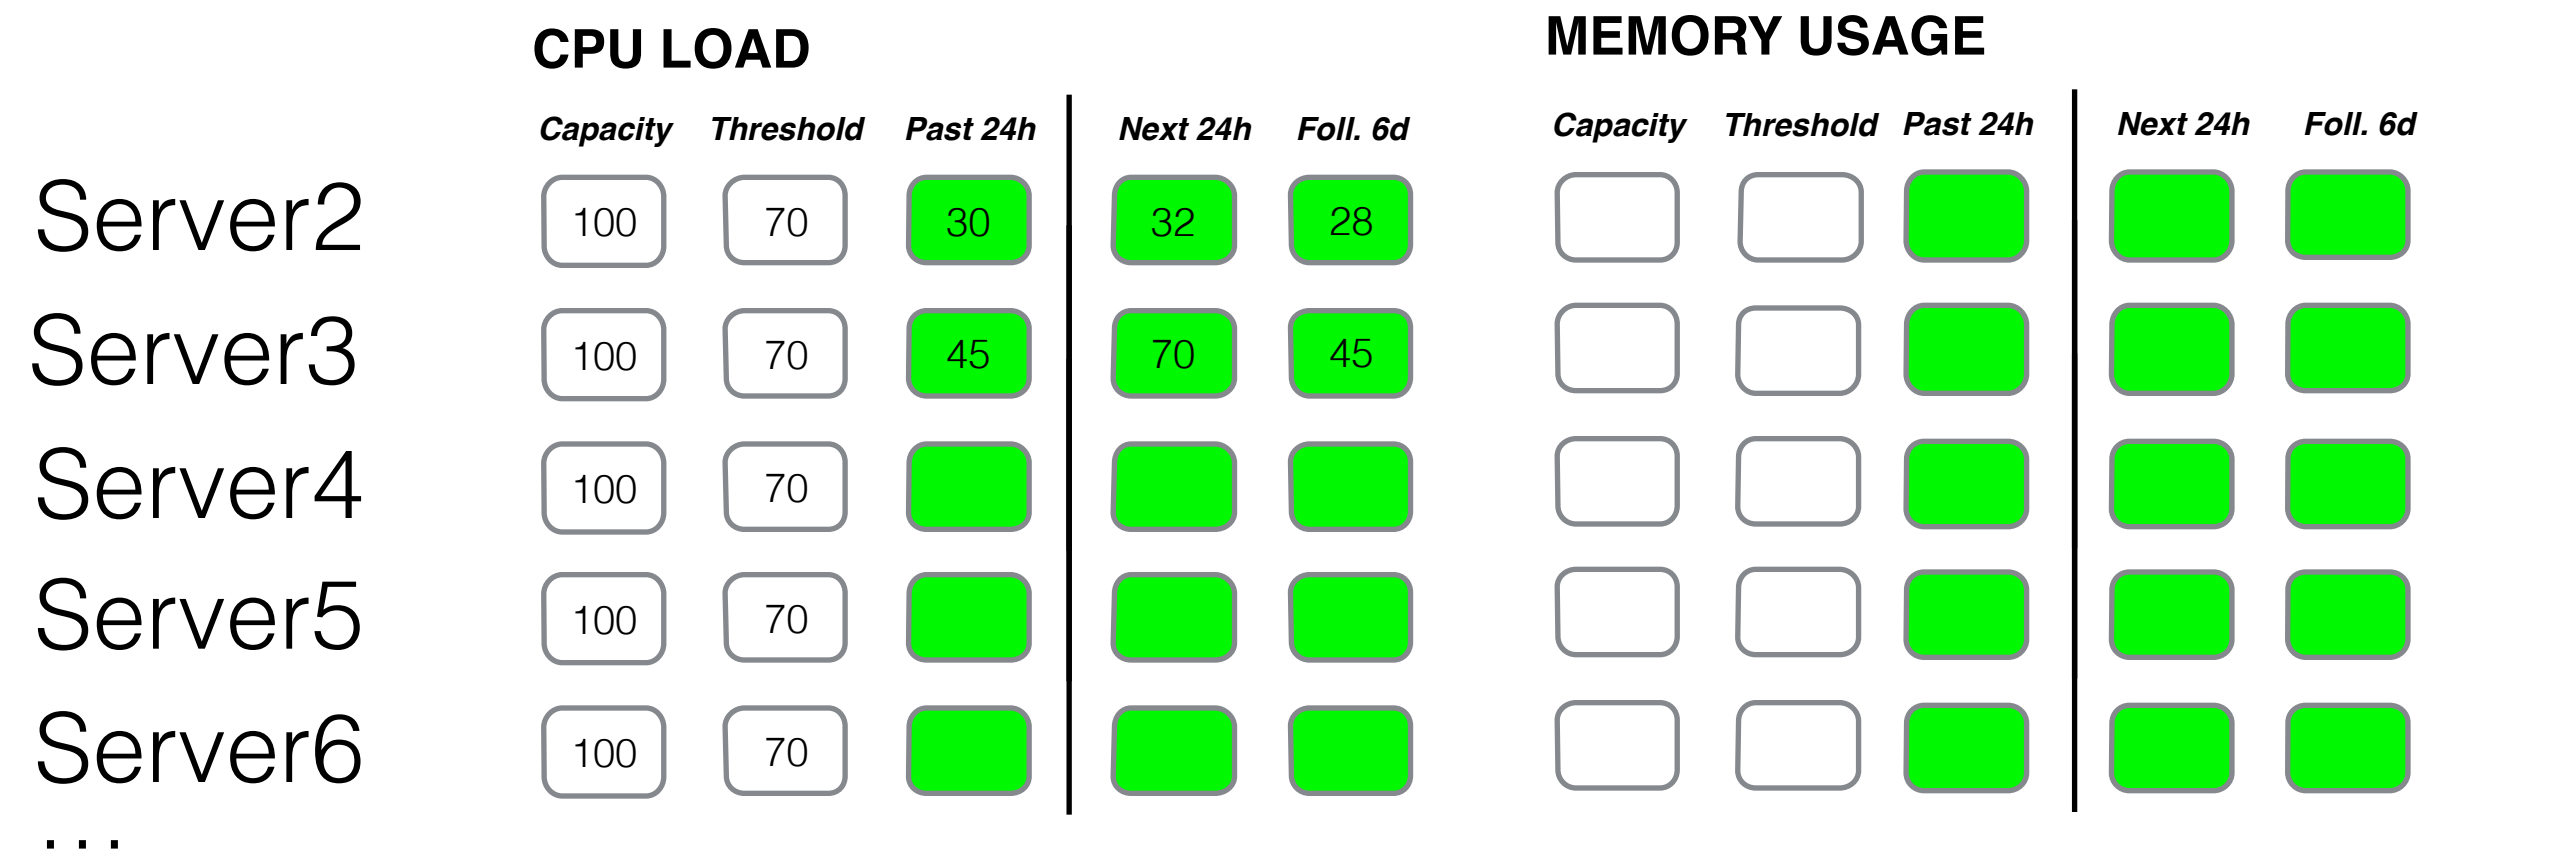 CPU LOAD MEMORY USAGE
Capacity Threshold Past 24h Next 24h Foll. 6d Capacity Threshold Past 24h Next 24h Foll. 6d
Server2 100 70 30 32 28
Server3 100 70 45 70 45
Server4 100 70
Server5 100 70
Server6 100 70
...